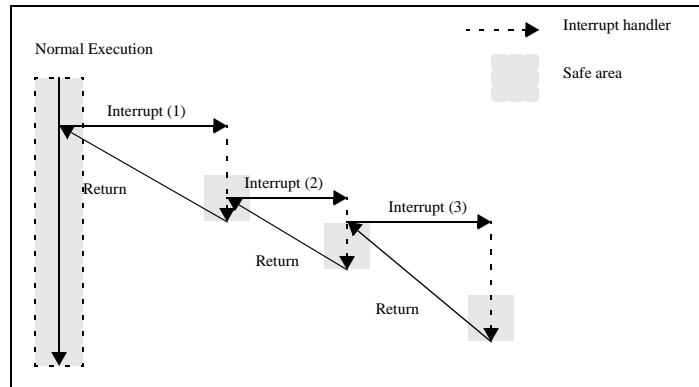 Interrupt handler
Normal Execution
Safe area
Interrupt (1)
Return
Interrupt (2)
Interrupt (3)
Return
Return